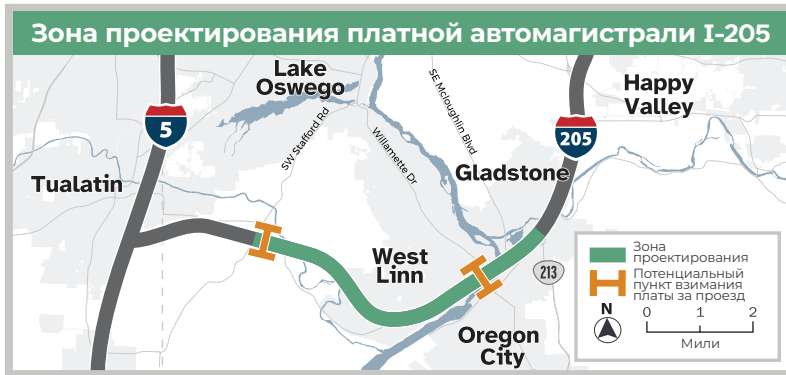 Зона проектирования платной автомагистрали I-205
Lake
Oswego
SE Mcloughlin Blvd
Happy
Valley
5
205
SW Stafford Rd
Willamette Dr
Tualatin
Gladstone
West
Linn
213
Oregon
City
Зона
проектирования
Потенциальный
пункт взимания
платы за проезд
N
0 1 2
Мили